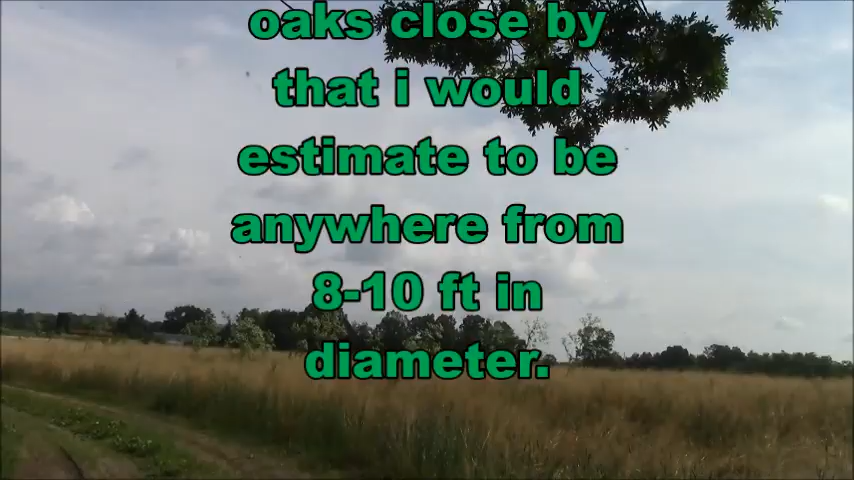 oaks close by
that i would
estimate to be
anywhere from
8-10 ft in
diameter.